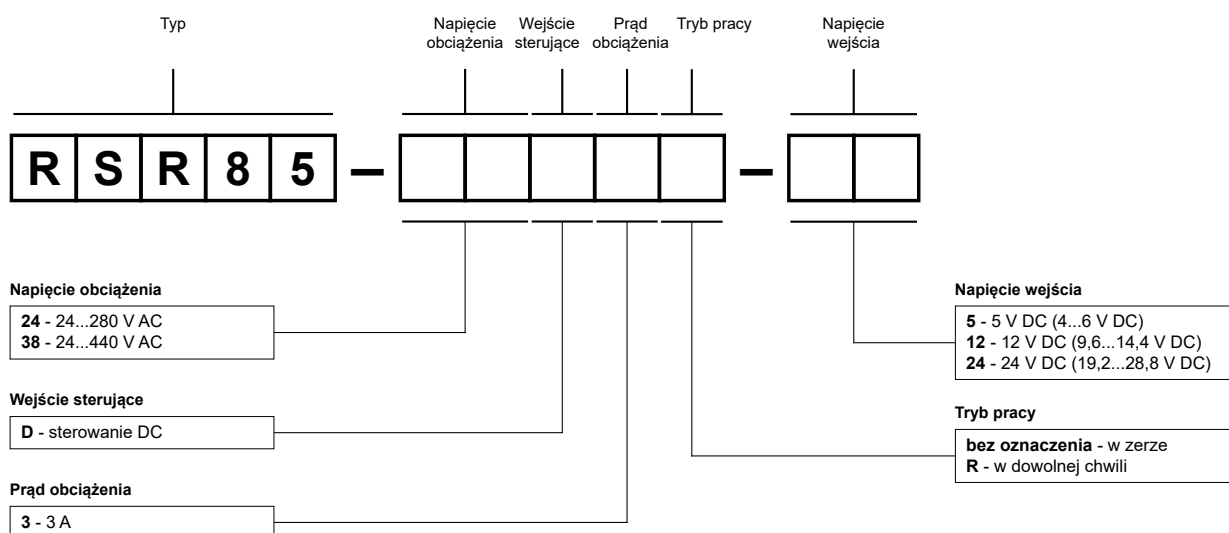 Typ
Napięcie
obciążenia
Wejście
sterujące
Prąd
obciążenia
Tryb pracy
Napięcie
wejścia
RSR85 – –
Napięcie obciążenia
24 - 24...280 V AC
38 - 24...440 V AC
Wejście sterujące
D - sterowanie DC
Prąd obciążenia
3 - 3 A
Napięcie wejścia
5 - 5 V DC (4...6 V DC)
12 - 12 V DC (9,6...14,4 V DC)
24 - 24 V DC (19,2...28,8 V DC)
Tryb pracy
bez oznaczenia - w zerze
R - w dowolnej chwili